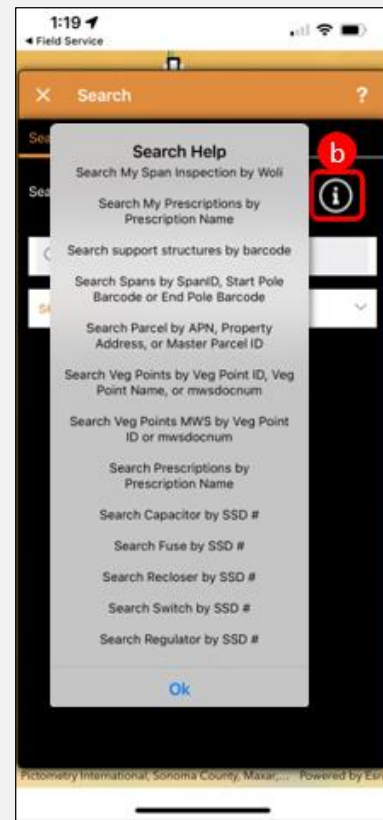 1:19
Field Service
Search
?
Search Help
b
Search My Span Inspection by Woli
Search My Prescriptions by
Prescription Name
Search support structures by barcode
Search Spans by SpanID, Start Pole
Barcode or End Pole Barcode
Search Parcel by APN, Property
Address, or Master Parcel ID
Search Veg Points by Veg Point ID, Veg
Point Name, or mwsdocnum
Search Veg Points MWS by Veg Point
ID or mwsdocnum
Search Prescriptions by
Prescription Name
Search Capacitor by SSD #
Search Fuse by SSD #
Search Recloser by SSD #
Search Switch by SSD #
Search Regulator by SSD #
Ok
Pictometry International, Sonoma County, Maxar,... Powered by Esri